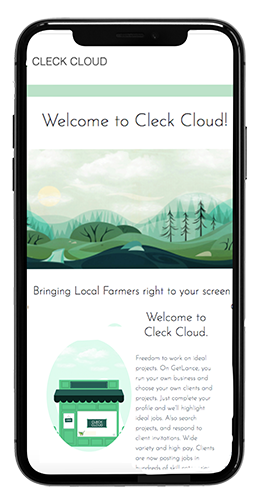 CLECK CLOUD
Welcome to Cleck Cloud!
Bringing Local Farmers right to your screen
Welcome to
Cleck Cloud.
Freedom to work on ideal
projects. On GetLance, you
run your own business and
choose your own clients and
projects. Just complete your
profile and we'll highlight
ideal jobs. Also search
projects, and respond to
client invitations. Wide
variety and high pay. Clients
are now posting jobs in
hundreds of skill